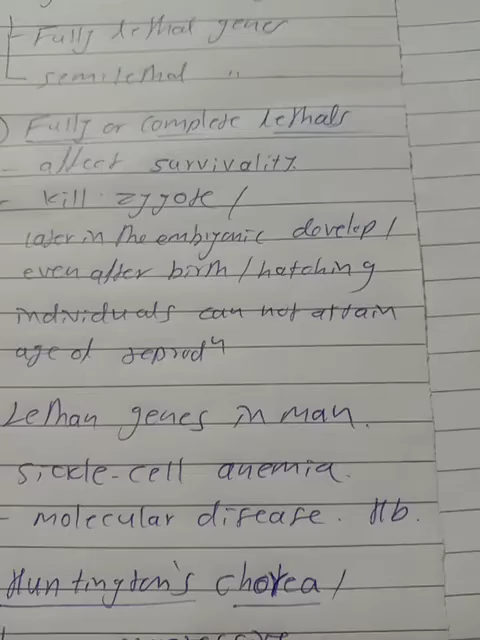 Fully lethal genes
semilethal "
) Fully or complete lethals
- affect survivality.
- kill zygote /
later in the embryonic develop /
even after birth / hatching
individuals can not attain
age of reprodⁿ
Lethan genes in man.
Sickle-cell anemia.
- molecular disease. Hb.
Huntington's chorea /